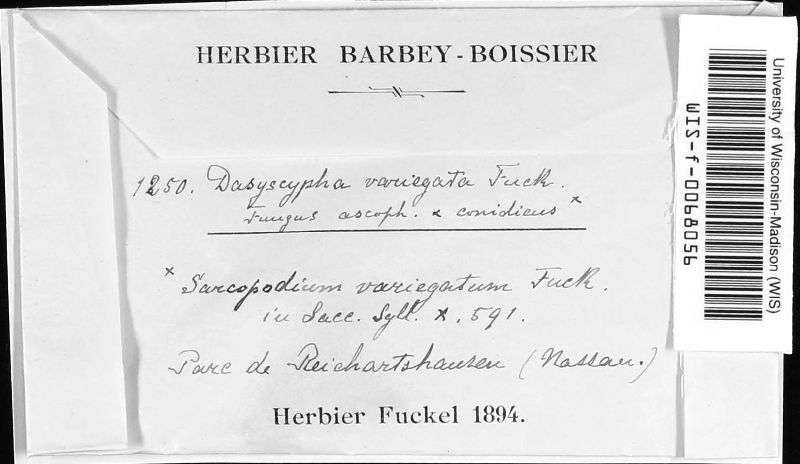 HERBIER BARBEY-BOISSIER
1250. Dasyscypha variegata Fuck.
Fungus ascoph. & conidicus ×
× Sarcopodium variegatum Fuck.
in Sacc. Syll. X. 591.
Parc de Reichartshausen (Nassau.)
Herbier Fuckel 1894.
University of Wisconsin-Madison (WIS)
WIS-f-0068056